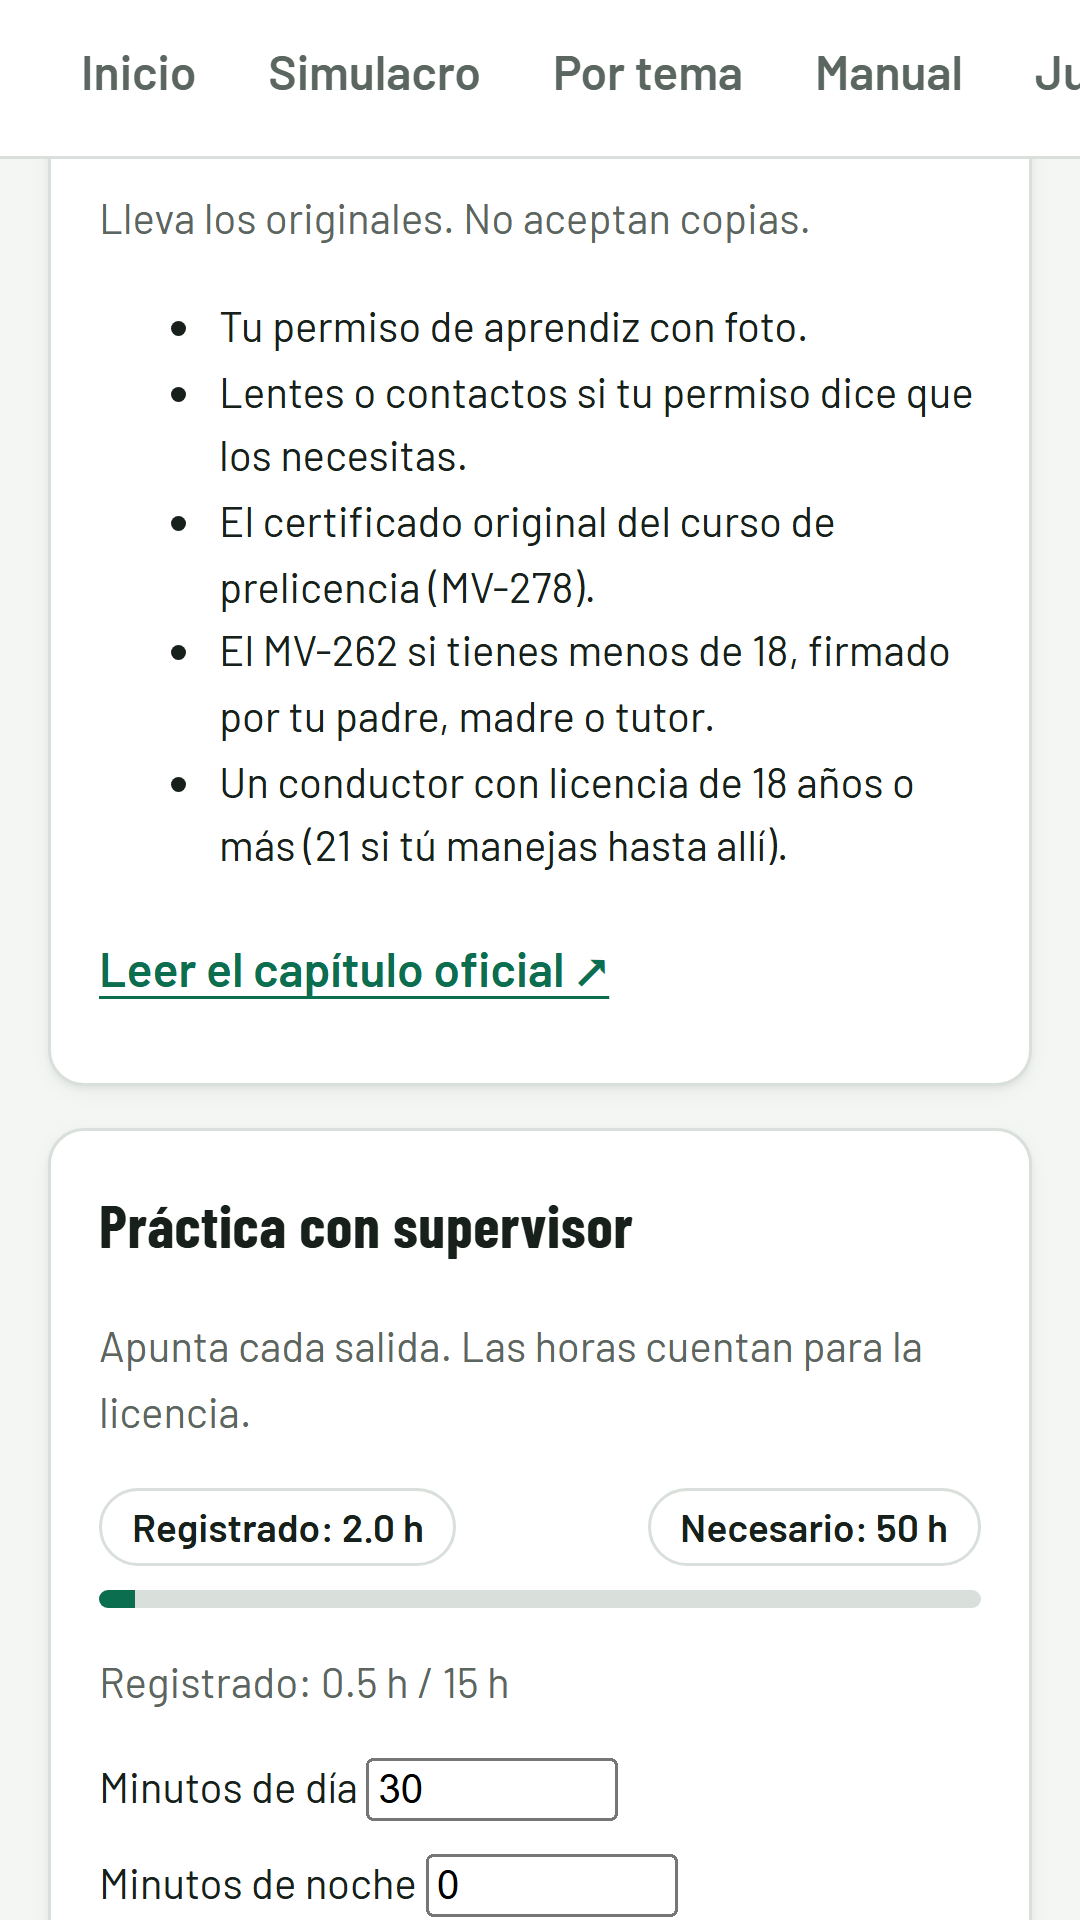 Inicio Simulacro Por tema Manual Ju
Lleva los originales. No aceptan copias.
• Tu permiso de aprendiz con foto.
• Lentes o contactos si tu permiso dice que
los necesitas.
• El certificado original del curso de
prelicencia (MV-278).
• El MV-262 si tienes menos de 18, firmado
por tu padre, madre o tutor.
• Un conductor con licencia de 18 años o
más (21 si tú manejas hasta allí).
Leer el capítulo oficial ↗
Práctica con supervisor
Apunta cada salida. Las horas cuentan para la
licencia.
Registrado: 2.0 h Necesario: 50 h
Registrado: 0.5 h / 15 h
Minutos de día 30
Minutos de noche 0